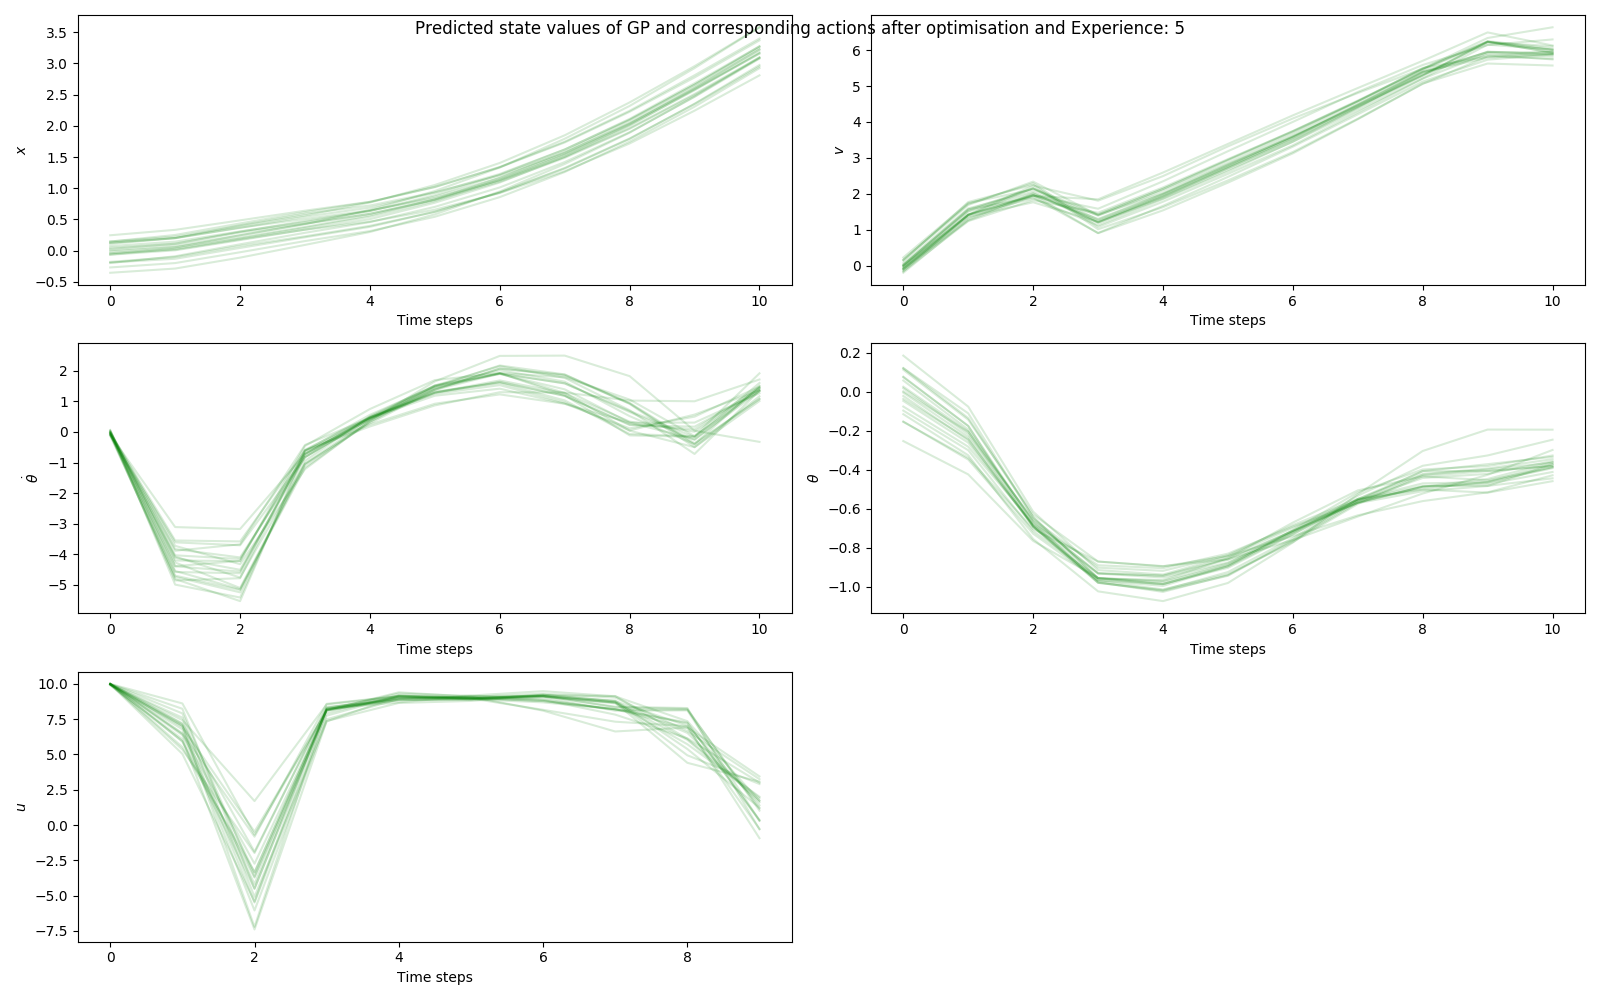 Predicted state values of GP and corresponding actions after optimisation and Experience: 5
3.5
3.0
2.5
2.0
1.5
1.0
0.5
0.0
−0.5
x
0 2 4 6 8 10
Time steps
6
5
4
3
2
1
0
v
0 2 4 6 8 10
Time steps
2
1
0
−1
−2
−3
−4
−5
θ̇
0 2 4 6 8 10
Time steps
0.2
0.0
−0.2
−0.4
−0.6
−0.8
−1.0
θ
0 2 4 6 8 10
Time steps
10.0
7.5
5.0
2.5
0.0
−2.5
−5.0
−7.5
u
0 2 4 6 8
Time steps